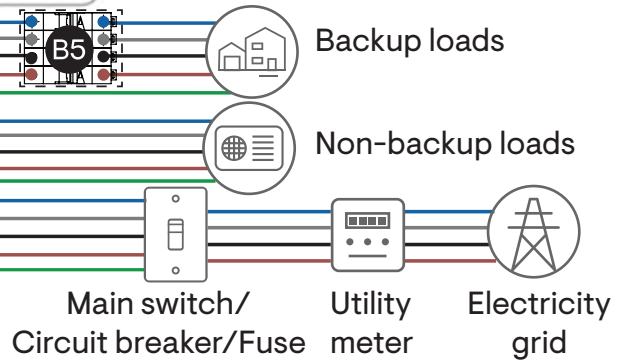 B5
Backup loads
Non-backup loads
Main switch/
Circuit breaker/Fuse
Utility
meter
Electricity
grid